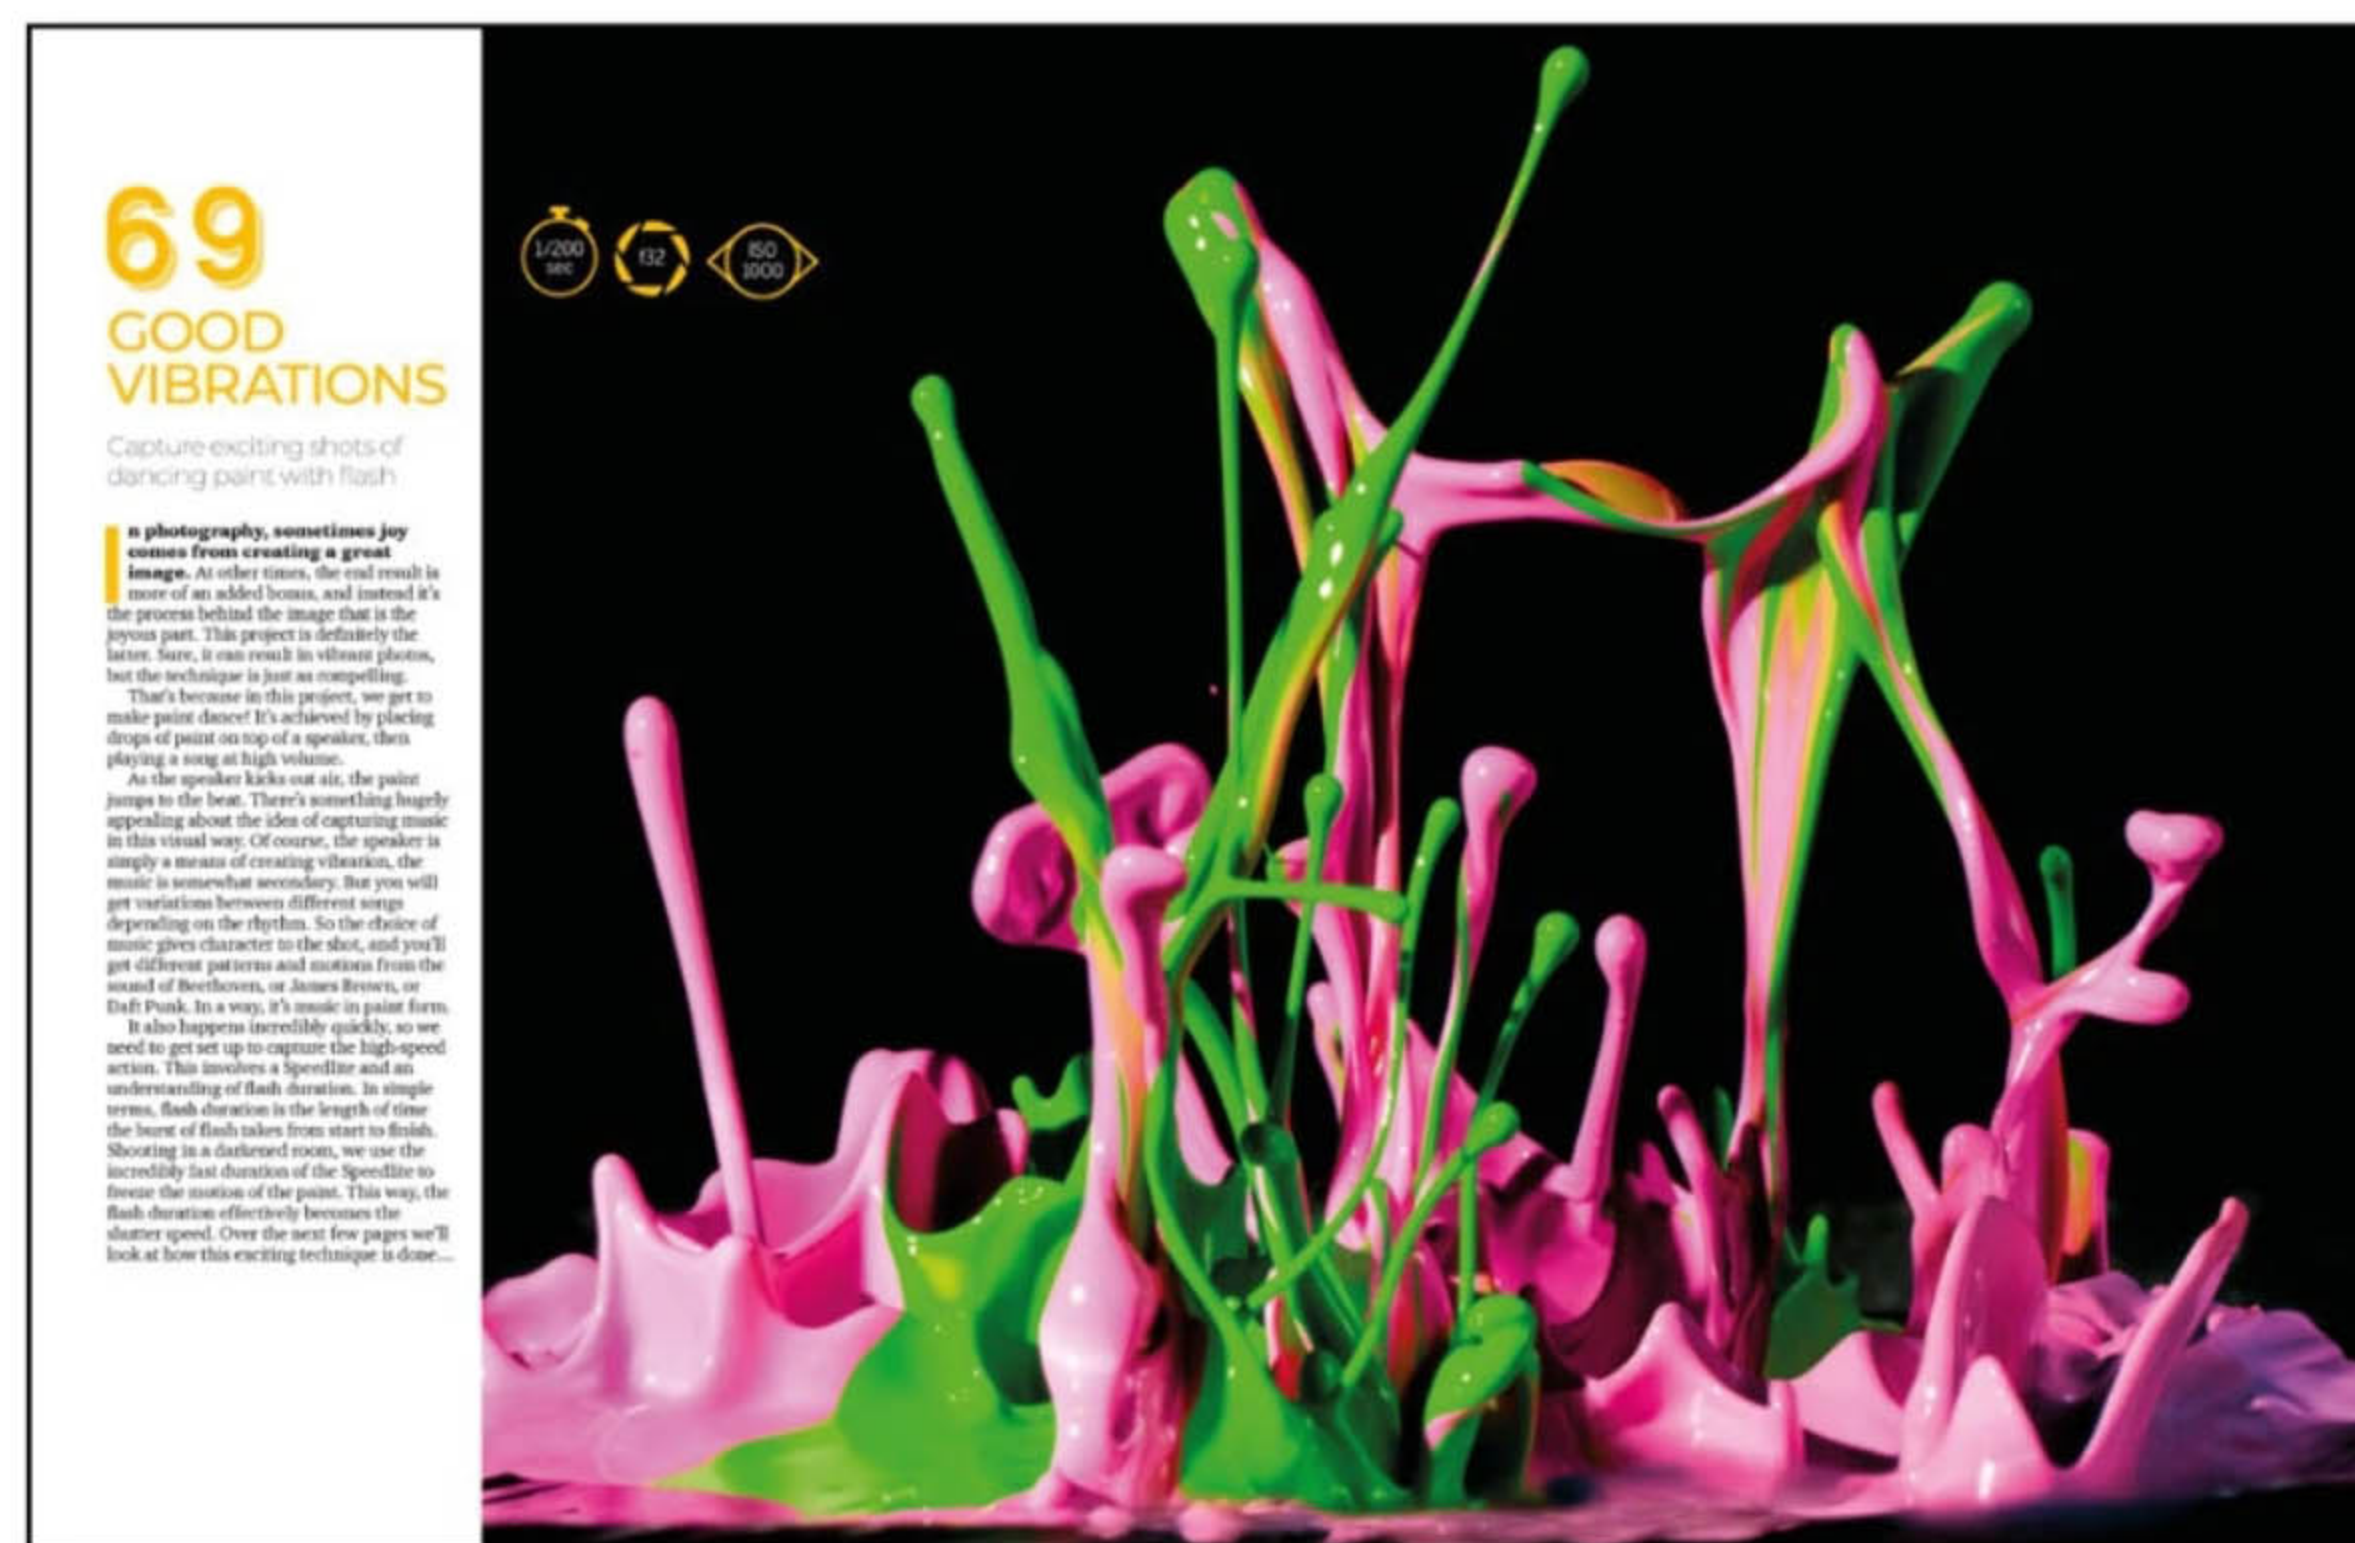 69
GOOD
VIBRATIONS
Capture exciting shots of
dancing paint with flash
In photography, sometimes joy
comes from creating a great
image. At other times, the end result is
more of an added bonus, and instead it's
the process behind the image that is the
joyous part. This project is definitely the
latter. Sure, it can result in vibrant photos,
but the technique is just as compelling.
That's because in this project, we get to
make paint dance! It's achieved by placing
drops of paint on top of a speaker, then
playing a song at high volume.
As the speaker kicks out air, the paint
jumps to the beat. There's something hugely
appealing about the idea of capturing music
in this visual way. Of course, the speaker is
simply a means of creating vibration, the
music is somewhat secondary. But you will
get variations between different songs
depending on the rhythm. So the choice of
music gives character to the shot, and you'll
get different patterns and motions from the
sound of Beethoven, or James Brown, or
Daft Punk. In a way, it's music in paint form.
It also happens incredibly quickly, so we
need to get set up to capture the high-speed
action. This involves a Speedlite and an
understanding of flash duration. In simple
terms, flash duration is the length of time
the burst of flash takes from start to finish.
Shooting in a darkened room, we use the
incredibly fast duration of the Speedlite to
freeze the motion of the paint. This way, the
flash duration effectively becomes the
shutter speed. Over the next few pages we'll
look at how this exciting technique is done...
1/200
sec
f32
ISO
1000